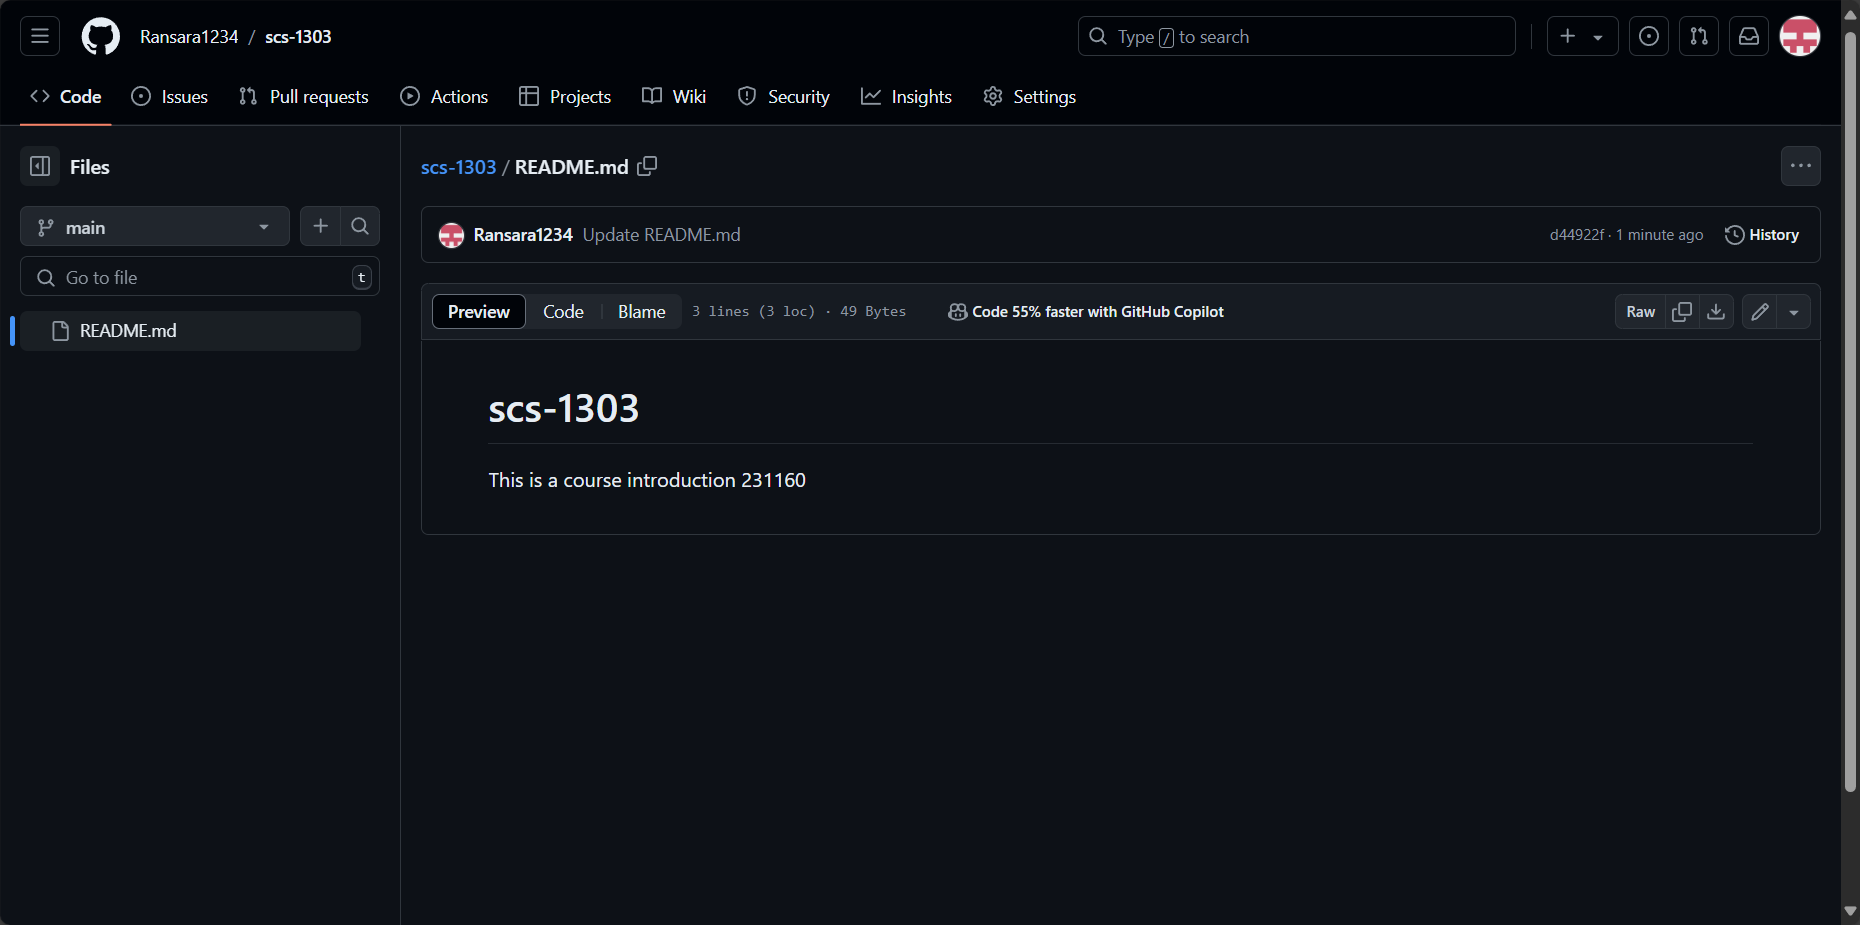 Ransara1234 / scs-1303
Type / to search
Code Issues Pull requests Actions Projects Wiki Security Insights Settings
Files
main
Go to file t
README.md
scs-1303 / README.md
Ransara1234 Update README.md d44922f · 1 minute ago History
Preview Code Blame 3 lines (3 loc) · 49 Bytes Code 55% faster with GitHub Copilot Raw
scs-1303
This is a course introduction 231160